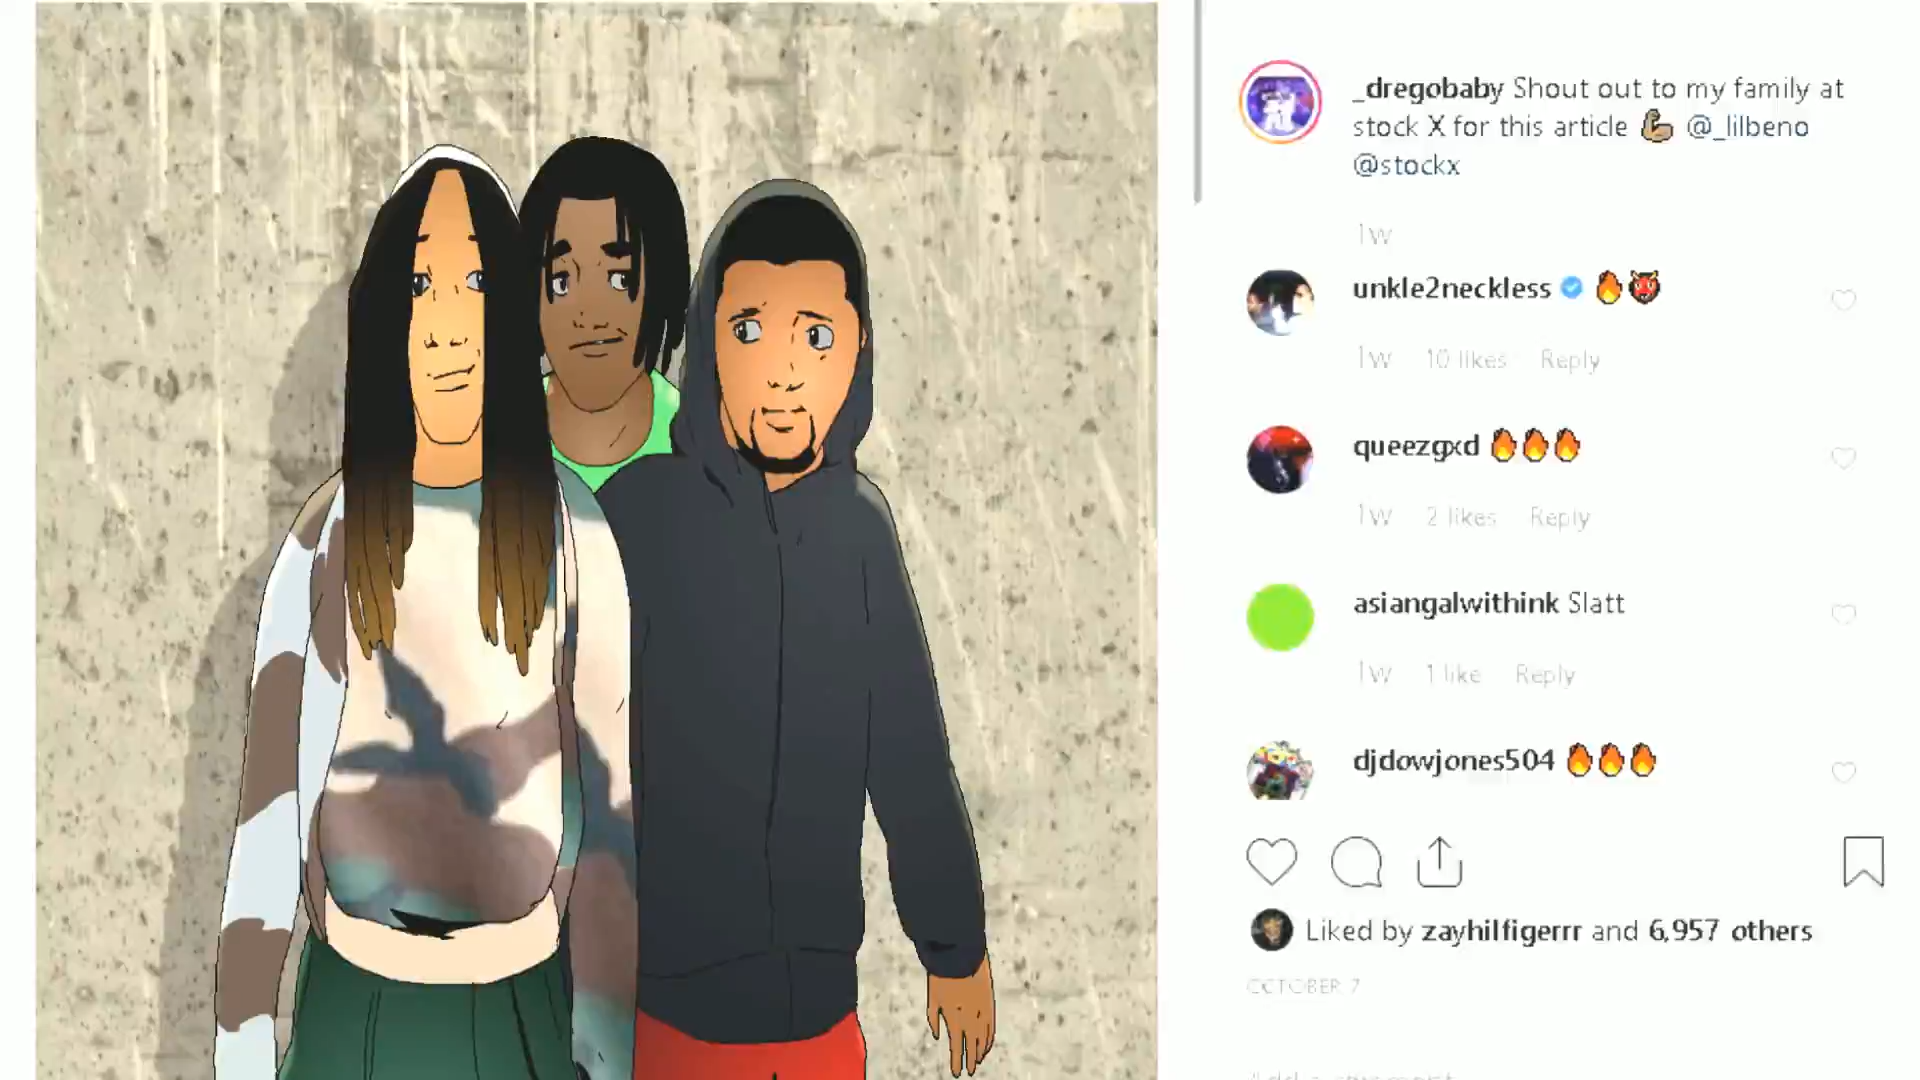 _dregobaby Shout out to my family at
stock X for this article 💪🏽 @_lilbeno
@stockx
1w
unkle2neckless 🔥👹
1w 10 likes Reply
queezgxd 🔥🔥🔥
1w 2 likes Reply
asiangalwithink Slatt
1w 1 like Reply
djdowjones504 🔥🔥🔥
Liked by zayhilfigerrr and 6,957 others
OCTOBER 7